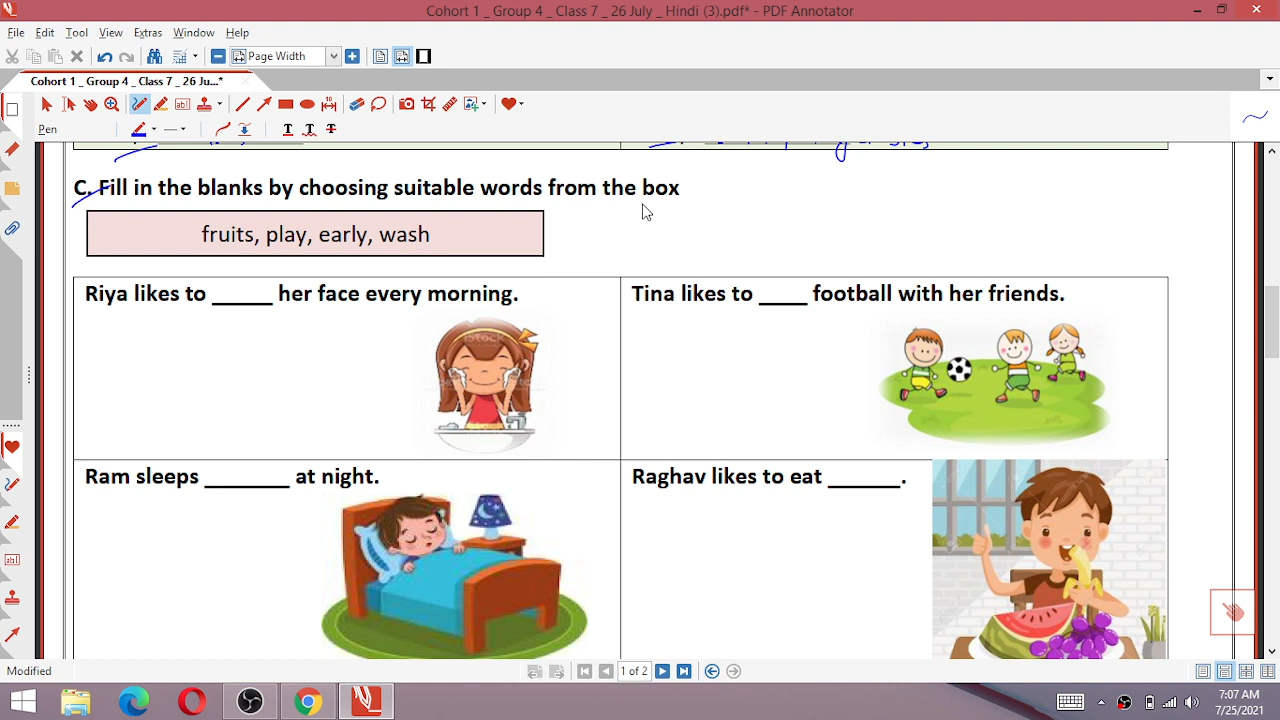 Cohort 1 _ Group 4 _ Class 7 _ 26 July _ Hindi (3).pdf* - PDF Annotator
File Edit Tool View Extras Window Help
Page Width
Cohort 1 _ Group 4 _ Class 7 _ 26 Ju...*
Pen
C. Fill in the blanks by choosing suitable words from the box
fruits, play, early, wash
Riya likes to _____ her face every morning.
Tina likes to ____ football with her friends.
Ram sleeps _______ at night.
Raghav likes to eat ______.
Modified
1 of 2
7:07 AM
7/25/2021